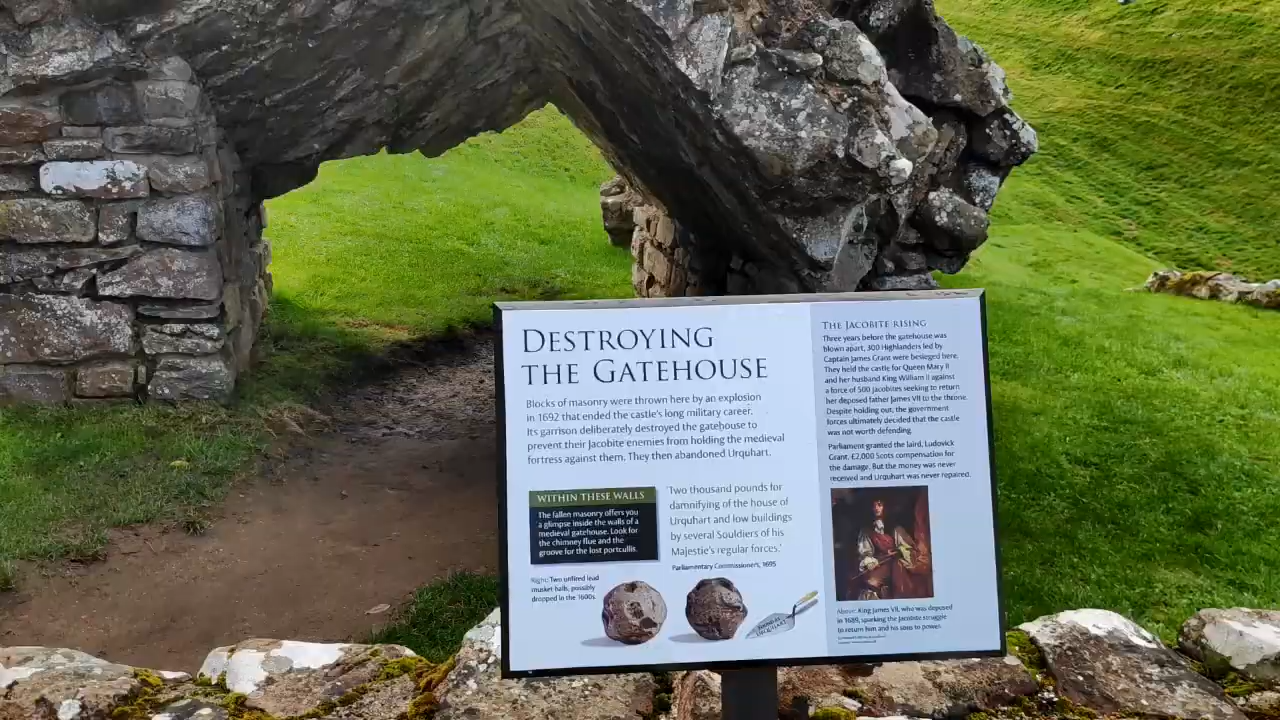 DESTROYING
THE GATEHOUSE
Blocks of masonry were thrown here by an explosion
in 1692 that ended the castle's long military career.
Its garrison deliberately destroyed the gatehouse to
prevent their Jacobite enemies from holding the medieval
fortress against them. They then abandoned Urquhart.
WITHIN THESE WALLS
The fallen masonry offers you
a glimpse inside the walls of a
medieval gatehouse. Look for
the chimney flue and the
groove for the lost portcullis.
'Two thousand pounds for
damnifying of the house of
Urquhart and low buildings
by several Souldiers of his
Majestie's regular forces.'
Parliamentary Commissioners, 1695
Right: Two unfired lead
musket balls, possibly
dropped in the 1600s.
URQUHART
THE JACOBITE RISING
Three years before the gatehouse was
blown apart, 300 Highlanders led by
Captain James Grant were besieged here.
They held the castle for Queen Mary II
and her husband King William II against
a force of 500 Jacobites seeking to return
her deposed father James VII to the throne.
Despite holding out, the government
forces ultimately decided that the castle
was not worth defending.
Parliament granted the laird, Ludovick
Grant, £2,000 Scots compensation for
the damage. But the money was never
received and Urquhart was never repaired.
Above: King James VII, who was deposed
in 1689, sparking the Jacobite struggle
to return him and his sons to power.